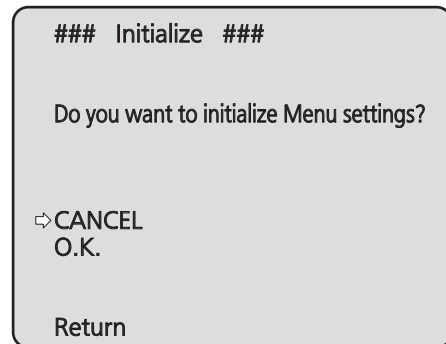 ### Initialize ###
Do you want to initialize Menu settings?
⇨CANCEL
O.K.
Return